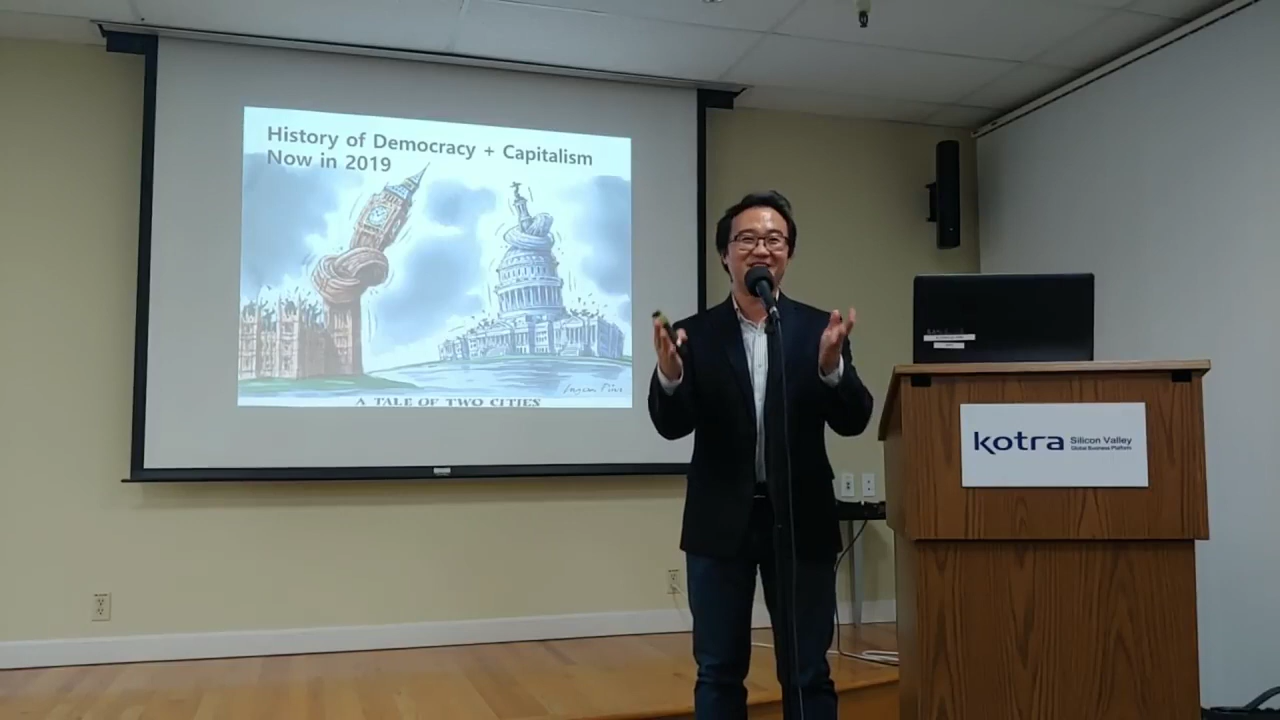 History of Democracy + Capitalism
Now in 2019
A TALE OF TWO CITIES
kotra
Silicon Valley
Global Business Platform